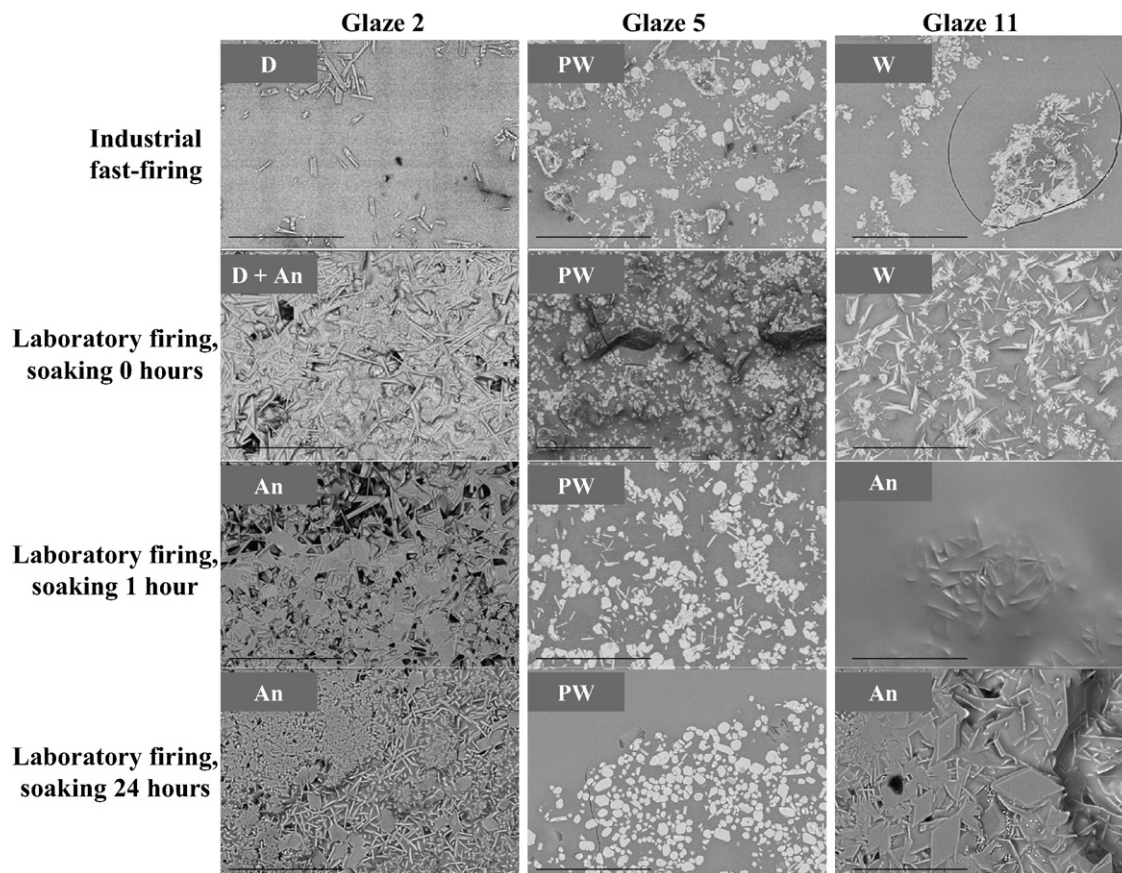 Glaze 2 Glaze 5 Glaze 11
Industrial
fast-firing
D PW W
Laboratory firing,
soaking 0 hours
D + An PW W
Laboratory firing,
soaking 1 hour
An PW An
Laboratory firing,
soaking 24 hours
An PW An